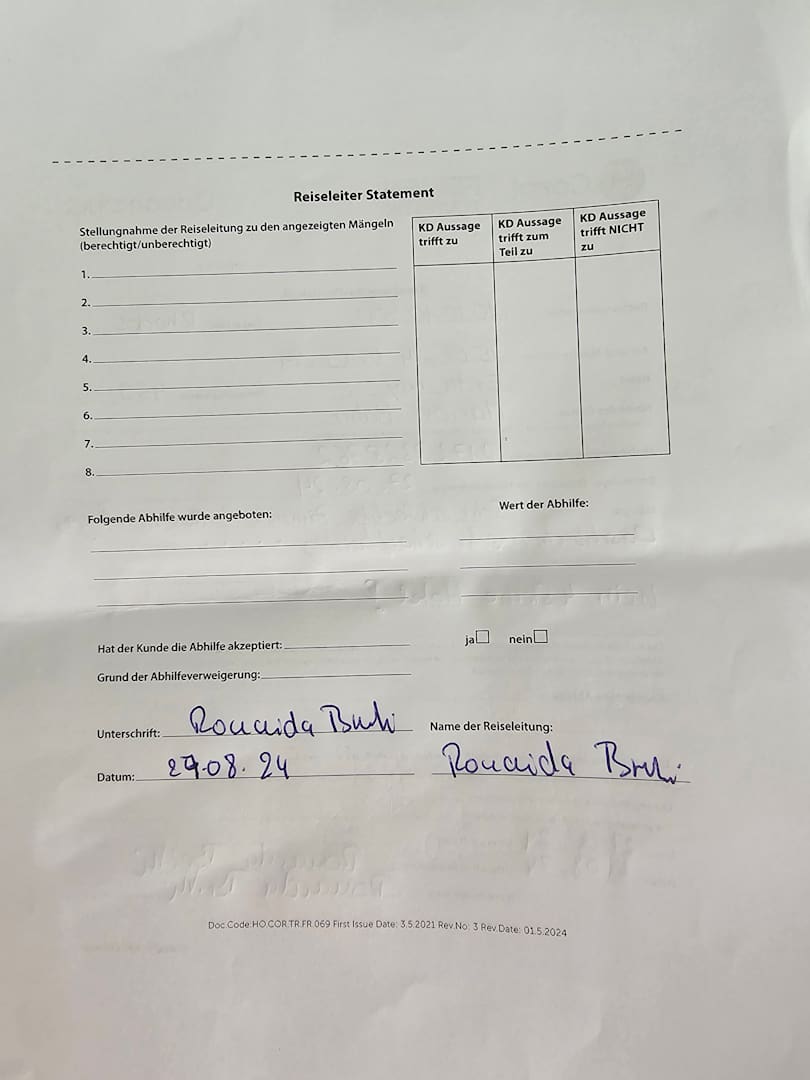 Reiseleiter Statement
Stellungnahme der Reiseleitung zu den angezeigten Mängeln
(berechtigt/unberechtigt)
KD Aussage
trifft zu
KD Aussage
trifft zum
Teil zu
KD Aussage
trifft NICHT
zu
1.
2.
3.
4.
5.
6.
7.
8.
Folgende Abhilfe wurde angeboten:
Wert der Abhilfe:
Hat der Kunde die Abhilfe akzeptiert: ja nein
Grund der Abhilfeverweigerung:
Unterschrift: Rouaida
Name der Reiseleitung:
Datum: 29.08.24
Rouaida
Doc.Code:HO.COR.TR.FR.069 First Issue Date: 3.5.2021 Rev.No: 3 Rev.Date: 01.5.2024